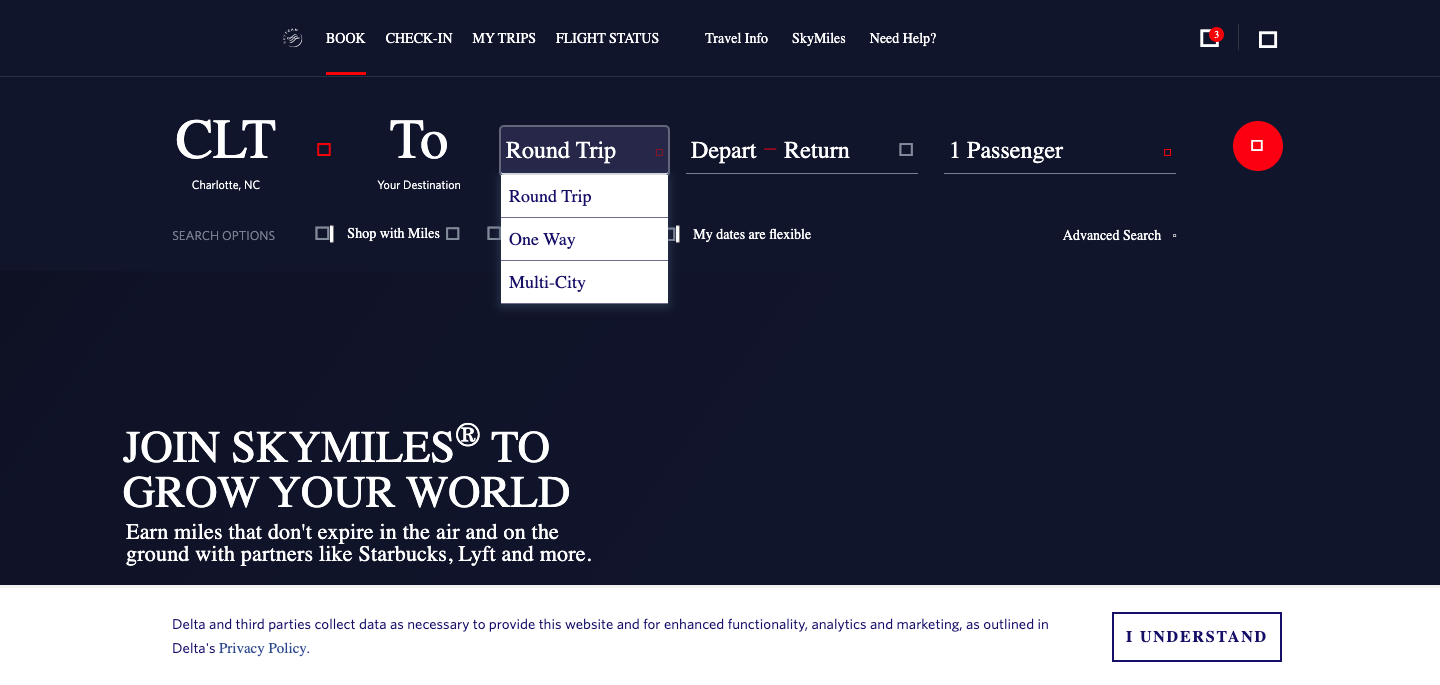 BOOK CHECK-IN MY TRIPS FLIGHT STATUS Travel Info SkyMiles Need Help? 3
CLT To Round Trip Depart — Return 1 Passenger
Charlotte, NC Your Destination
Round Trip
SEARCH OPTIONS Shop with Miles My dates are flexible Advanced Search
One Way
Multi-City
JOIN SKYMILES® TO
GROW YOUR WORLD
Earn miles that don't expire in the air and on the
ground with partners like Starbucks, Lyft and more.
Delta and third parties collect data as necessary to provide this website and for enhanced functionality, analytics and marketing, as outlined in
Delta's Privacy Policy.
I UNDERSTAND